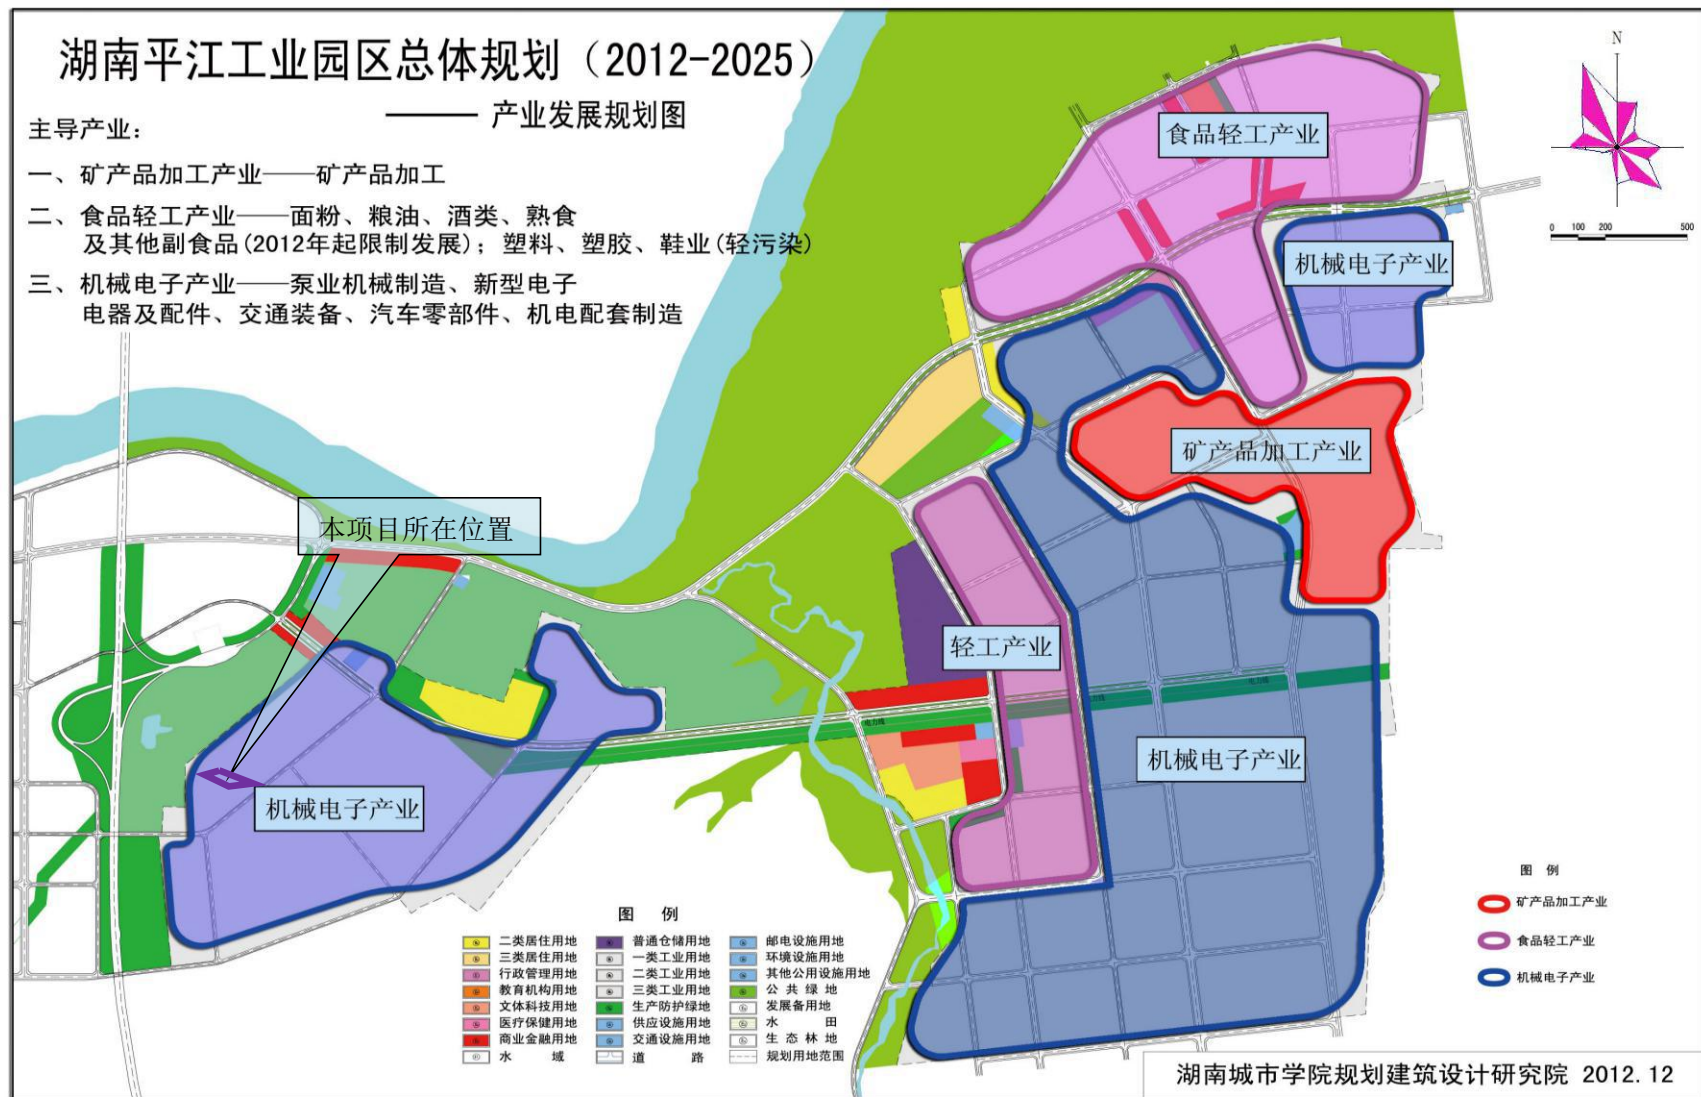 湖南平江工业园区总体规划（2012-2025）
—— 产业发展规划图
主导产业：
一、矿产品加工产业——矿产品加工
二、食品轻工产业——面粉、粮油、酒类、熟食
及其他副食品(2012年起限制发展)；塑料、塑胶、鞋业(轻污染)
三、机械电子产业——泵业机械制造、新型电子
电器及配件、交通装备、汽车零部件、机电配套制造
N
0 100 200 500
食品轻工产业
机械电子产业
矿产品加工产业
本项目所在位置
轻工产业
机械电子产业
机械电子产业
电力线
电力线
电力线
图 例
二类居住用地
三类居住用地
行政管理用地
教育机构用地
文体科技用地
医疗保健用地
商业金融用地
水 域
普通仓储用地
一类工业用地
二类工业用地
三类工业用地
生产防护绿地
供应设施用地
交通设施用地
道 路
邮电设施用地
环境设施用地
其他公用设施用地
公共绿地
发展备用地
水 田
生态林地
规划用地范围
图 例
矿产品加工产业
食品轻工产业
机械电子产业
湖南城市学院规划建筑设计研究院 2012.12